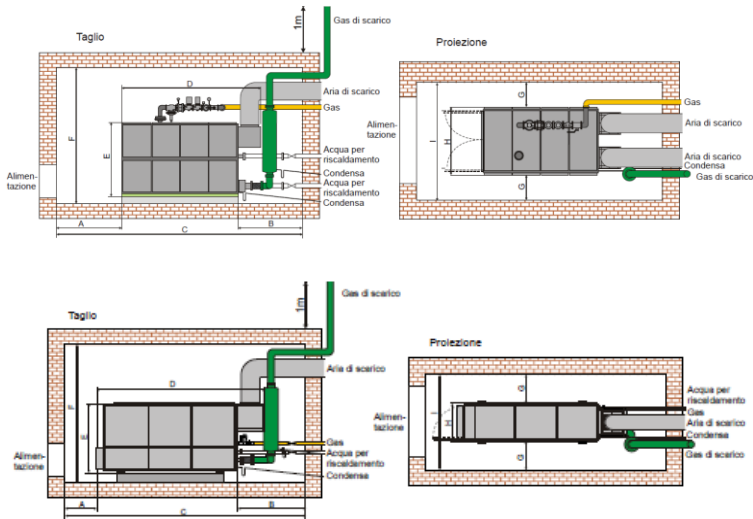 Taglio
1m
Gas di scarico
D
Aria di scarico
Gas
F
E
Acqua per
riscaldamento
Condensa
Acqua per
riscaldamento
Condensa
Alimen-
tazione
A
C
B
Proiezione
G
Gas
Alimen-
tazione
I
H
Aria di scarico
Aria di scarico
Condensa
Gas di scarico
G
Taglio
1m
Gas di scarico
D
Aria di scarico
F
E
Gas
Acqua per
riscaldamento
Condensa
Alimen-
tazione
A
C
B
Proiezione
G
Acqua per
riscaldamento
Gas
Aria di scarico
Condensa
Gas di scarico
Alimen-
tazione
I
H
G